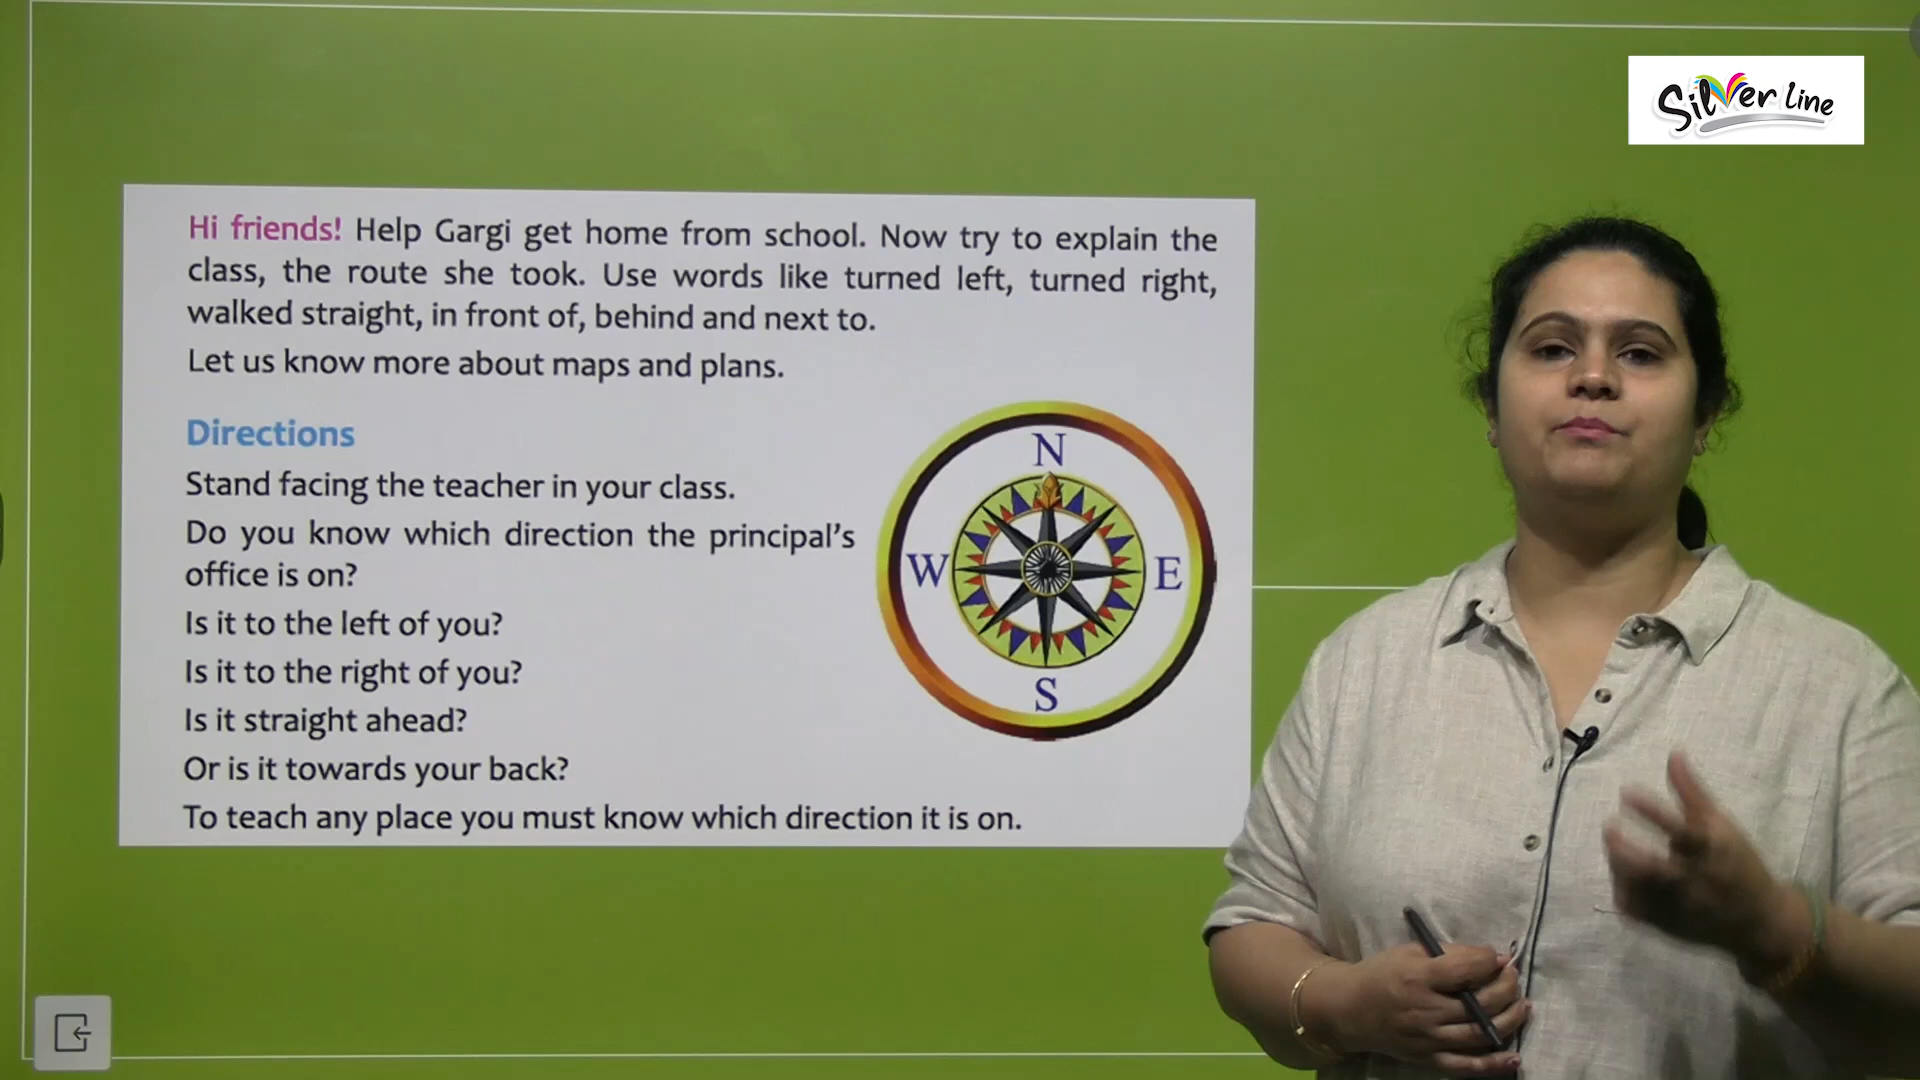 Silver Line
Hi friends! Help Gargi get home from school. Now try to explain the
class, the route she took. Use words like turned left, turned right,
walked straight, in front of, behind and next to.
Let us know more about maps and plans.
Directions
Stand facing the teacher in your class.
Do you know which direction the principal's
office is on?
Is it to the left of you?
Is it to the right of you?
Is it straight ahead?
Or is it towards your back?
To teach any place you must know which direction it is on.
N
W
E
S